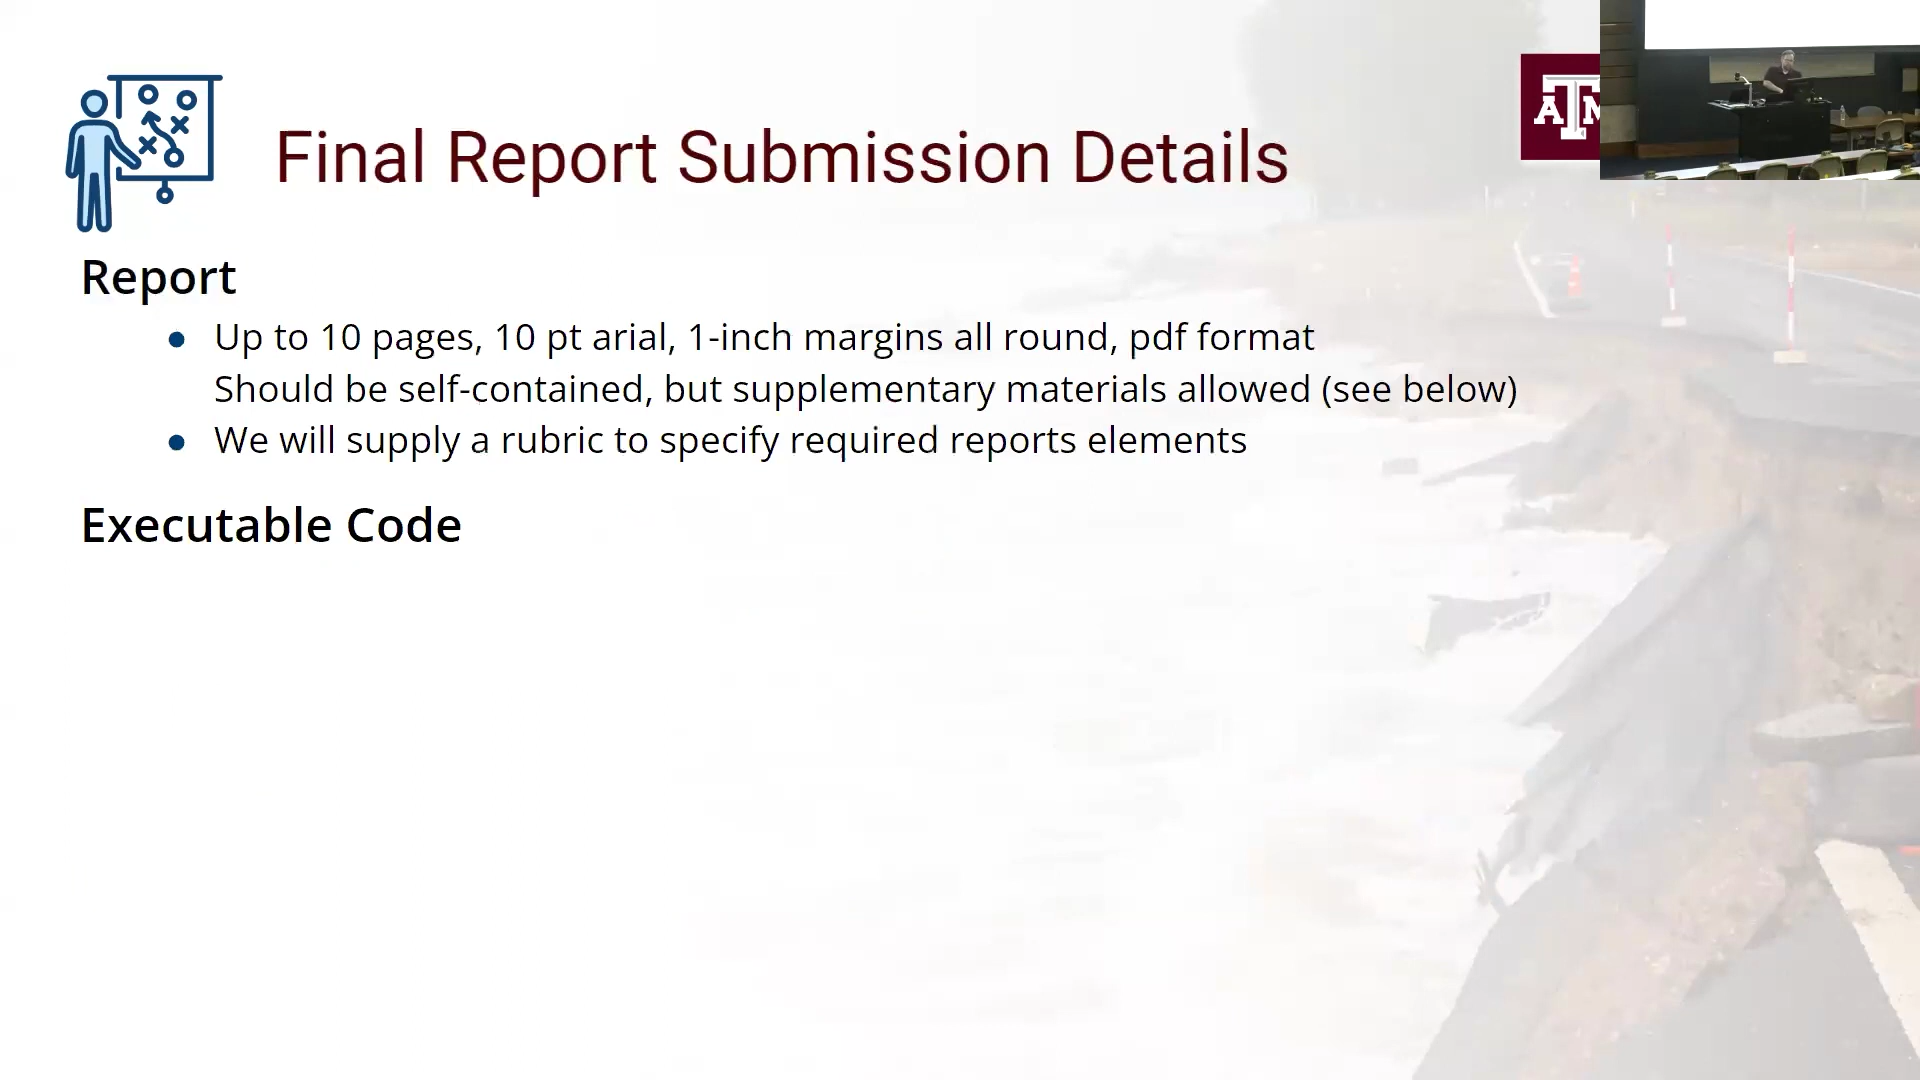 Final Report Submission Details
ATM
Report
• Up to 10 pages, 10 pt arial, 1-inch margins all round, pdf format
Should be self-contained, but supplementary materials allowed (see below)
• We will supply a rubric to specify required reports elements
Executable Code